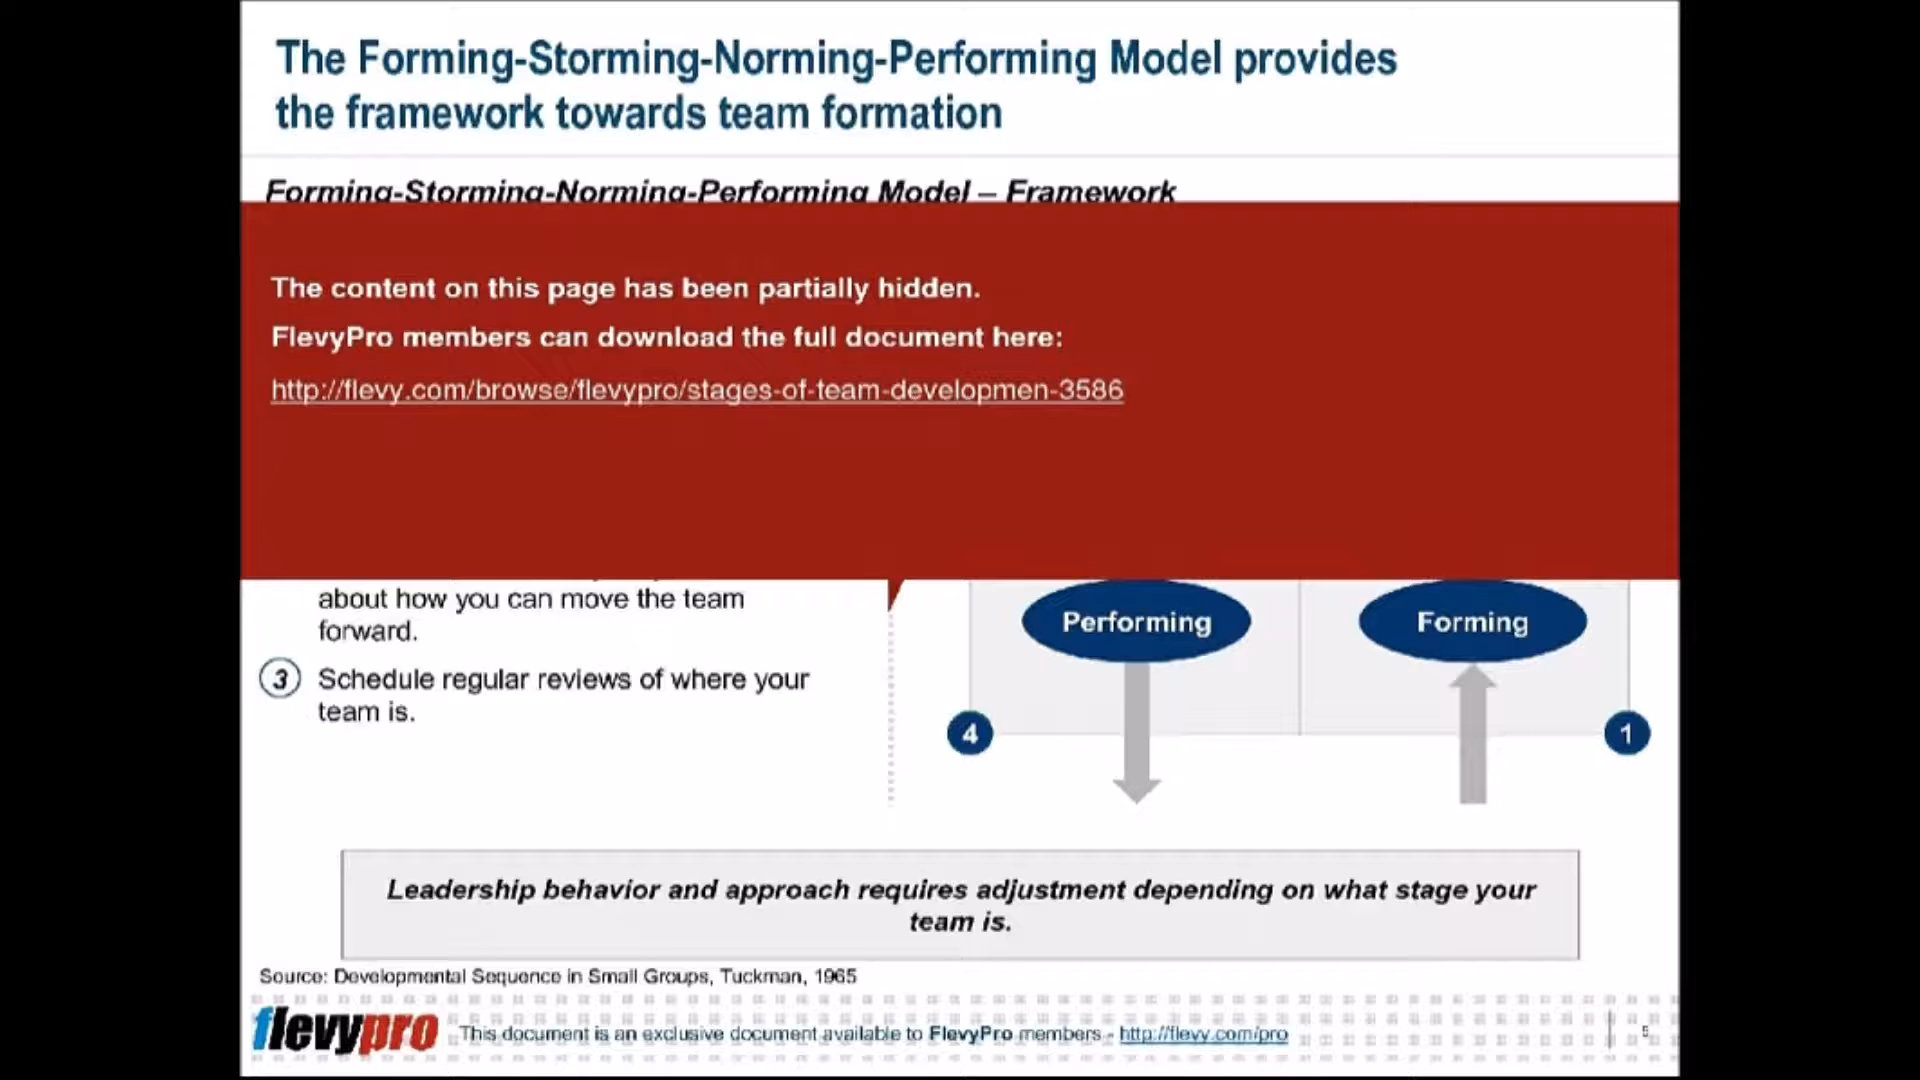 The Forming-Storming-Norming-Performing Model provides
the framework towards team formation
Forming-Storming-Norming-Performing Model – Framework
The content on this page has been partially hidden.
FlevyPro members can download the full document here:
http://flevy.com/browse/flevypro/stages-of-team-developmen-3586
about how you can move the team
forward.
3 Schedule regular reviews of where your
team is.
Performing
Forming
4
1
Leadership behavior and approach requires adjustment depending on what stage your
team is.
Source: Developmental Sequence in Small Groups, Tuckman, 1965
flevypro This document is an exclusive document available to FlevyPro members - http://flevy.com/pro
5